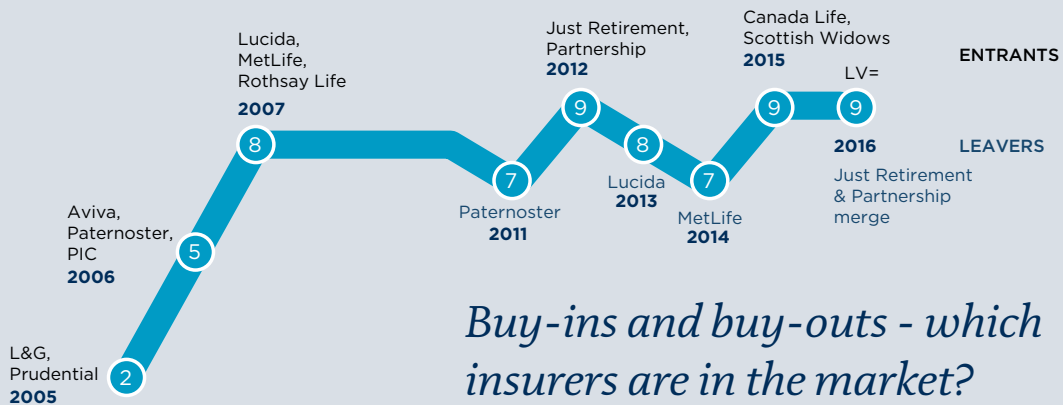 Lucida,
MetLife,
Rothsay Life
2007
8
Just Retirement,
Partnership
2012
9
Canada Life,
Scottish Widows
2015
9
LV=
9
2016
Just Retirement
& Partnership
merge
ENTRANTS
LEAVERS
8
Lucida
2013
7
Paternoster
2011
7
MetLife
2014
Aviva,
Paternoster,
PIC
2006
5
L&G,
Prudential
2005
2
Buy-ins and buy-outs - which
insurers are in the market?